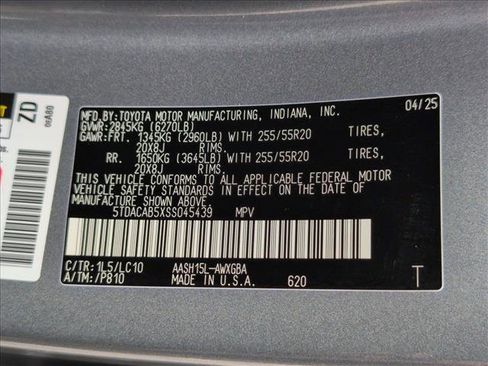 ZD
MFD.BY:TOYOTA MOTOR MANUFACTURING, INDIANA, INC. 04/25
GVWR: 2845KG (6270LB)
GAWR:FRT. 1345KG (2960LB) WITH 255/55R20 TIRES,
20X8J RIMS.
RR. 1650KG (3645LB) WITH 255/55R20 TIRES,
20X8J RIMS.
THIS VEHICLE CONFORMS TO ALL APPLICABLE FEDERAL MOTOR
VEHICLE SAFETY STANDARDS IN EFFECT ON THE DATE OF
MANUFACTURE SHOWN ABOVE.
5TDACAB5XSS045439 MPV
C/TR:1L5/LC10 AASH15L-AWXGBA
A/TM:/P810 MADE IN U.S.A. 620 T